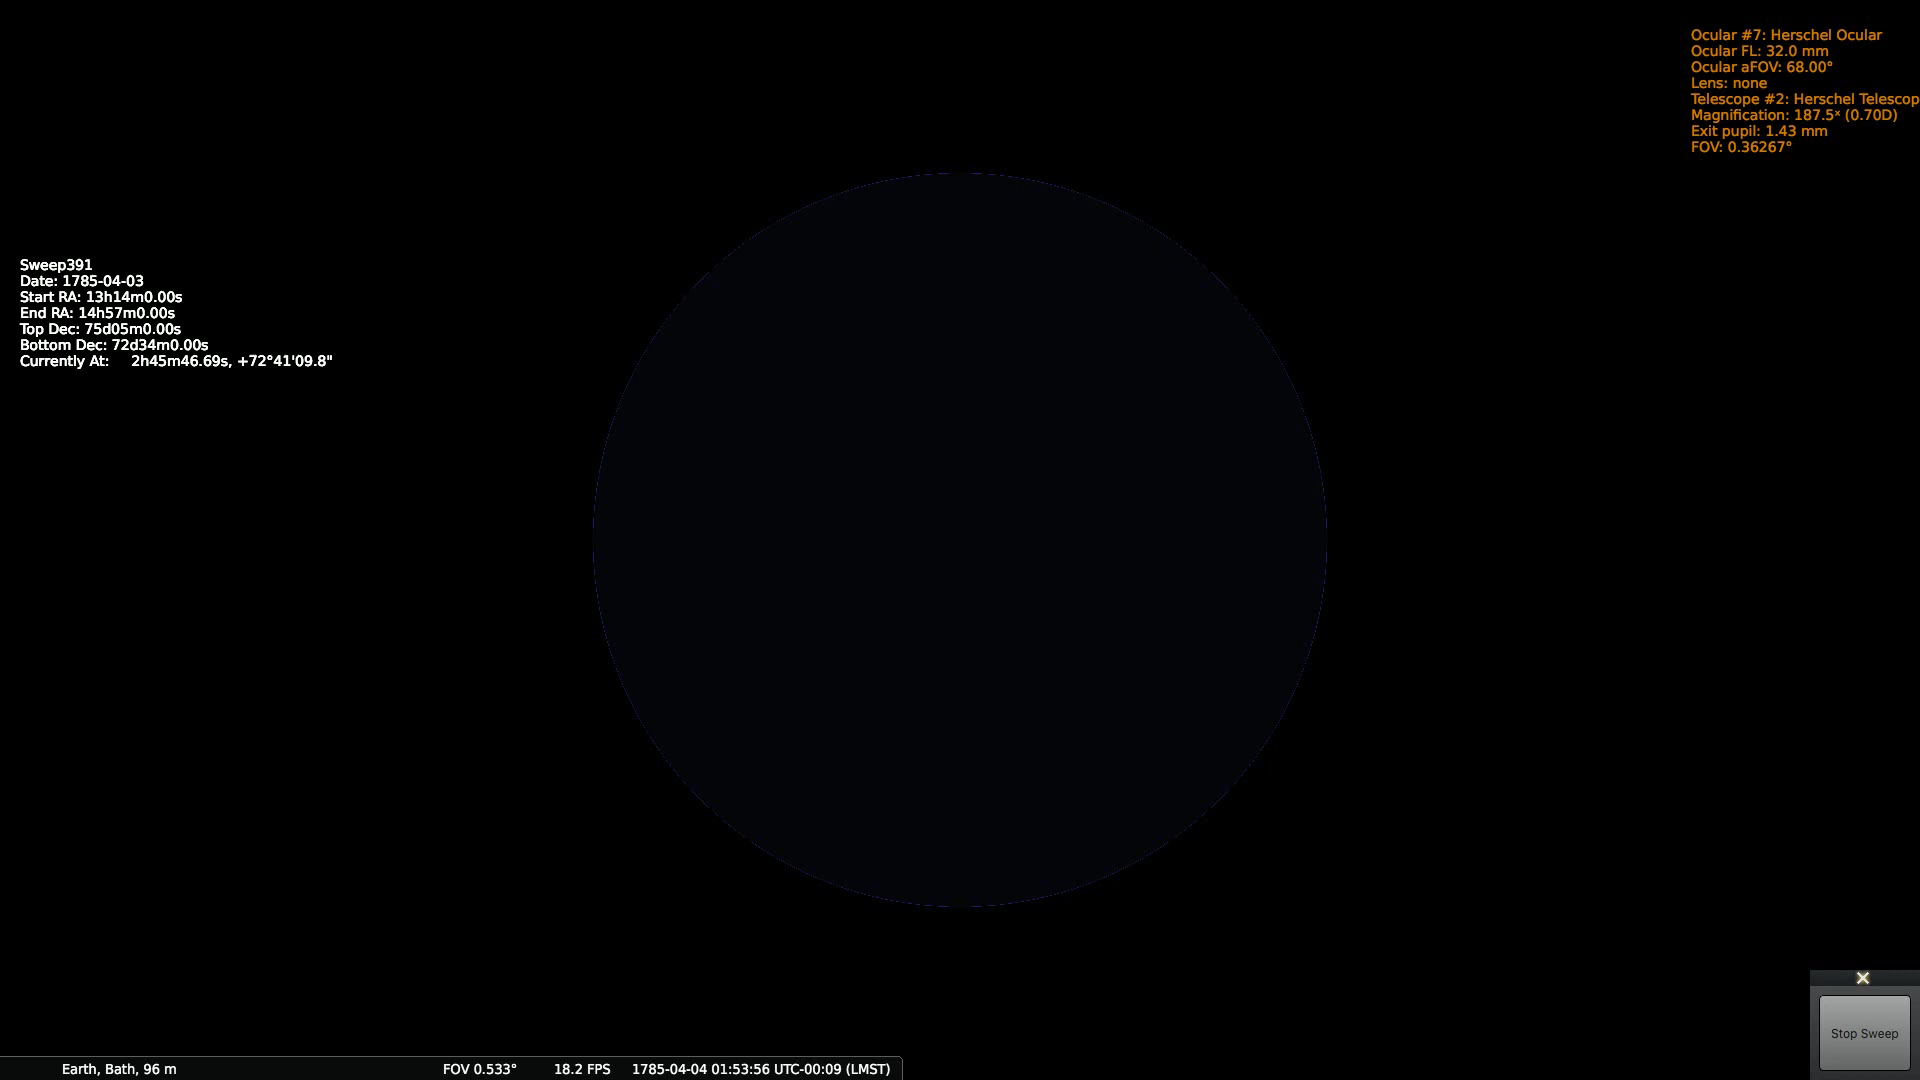 Ocular #7: Herschel Ocular
Ocular FL: 32.0 mm
Ocular aFOV: 68.00°
Lens: none
Telescope #2: Herschel Telescop
Magnification: 187.5ˣ (0.70D)
Exit pupil: 1.43 mm
FOV: 0.36267°
Sweep391
Date: 1785-04-03
Start RA: 13h14m0.00s
End RA: 14h57m0.00s
Top Dec: 75d05m0.00s
Bottom Dec: 72d34m0.00s
Currently At: 2h45m46.69s, +72°41'09.8"
Stop Sweep
Earth, Bath, 96 m FOV 0.533° 18.2 FPS 1785-04-04 01:53:56 UTC-00:09 (LMST)